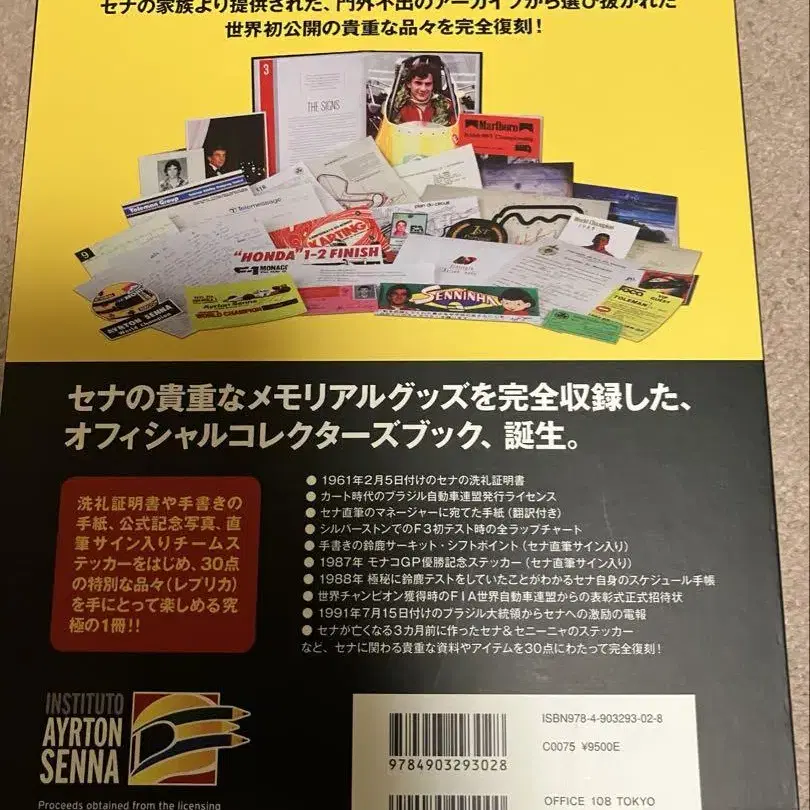 セナの家族より提供された、門外不出のアーカイブから選び抜かれた
世界初公開の貴重な品々を完全復刻！
3
THE SIGNS
Marlboro
Toleman Group
Telemessage
KARTING
plan du circuit
1ST
World Champion
"HONDA" 1-2 FINISH
MONACO
9
AYRTON SENNA
World Champion
Ayrton Senna
WORLD CHAMPION
SENNINHA
TOLEMAN
セナの貴重なメモリアルグッズを完全収録した、
オフィシャルコレクターズブック、誕生。
洗礼証明書や手書きの
手紙、公式記念写真、直
筆サイン入りチームス
テッカーをはじめ、30点
の特別な品々（レプリカ）
を手にとって楽しめる究
極の1冊!!
● 1961年2月5日付けのセナの洗礼証明書
● カート時代のブラジル自動車連盟発行ライセンス
● セナ直筆のマネージャーに宛てた手紙（翻訳付き）
● シルバーストンでのF3初テスト時の全ラップチャート
● 手書きの鈴鹿サーキット・シフトポイント（セナ直筆サイン入り）
● 1987年 モナコGP優勝記念ステッカー（セナ直筆サイン入り）
● 1988年 極秘に鈴鹿テストをしていたことがわかるセナ自身のスケジュール手帳
● 世界チャンピオン獲得時のFIA世界自動車連盟からの表彰式正式招待状
● 1991年7月15日付けのブラジル大統領からセナへの激励の電報
● セナが亡くなる3カ月前に作ったセナ&セニーニャのステッカー
など、セナに関わる貴重な資料やアイテムを30点にわたって完全復刻！
INSTITUTO
AYRTON
SENNA
Proceeds obtained from the licensing
ISBN978-4-903293-02-8
C0075 ¥9500E
9784903293028
OFFICE 108 TOKYO